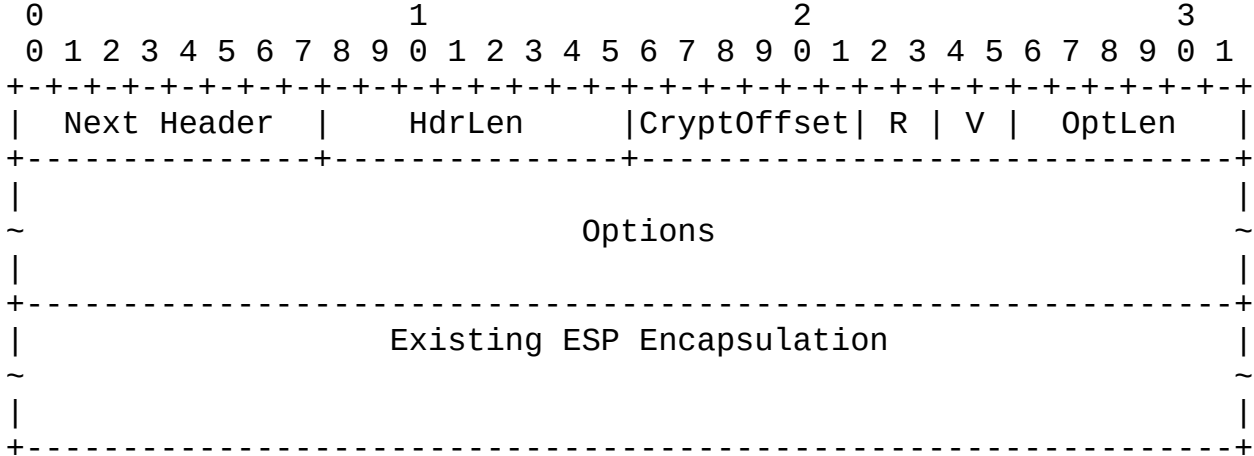 0                   1                   2                   3
 0 1 2 3 4 5 6 7 8 9 0 1 2 3 4 5 6 7 8 9 0 1 2 3 4 5 6 7 8 9 0 1
+-+-+-+-+-+-+-+-+-+-+-+-+-+-+-+-+-+-+-+-+-+-+-+-+-+-+-+-+-+-+-+-+
|  Next Header  |    HdrLen     |CryptOffset| R | V |  OptLen   |
+---------------+---------------+-------------------------------+
|                                                               |
~                             Options                           ~
|                                                               |
+---------------------------------------------------------------+
|                   Existing ESP Encapsulation                  |
~                                                               ~
|                                                               |
+---------------------------------------------------------------+